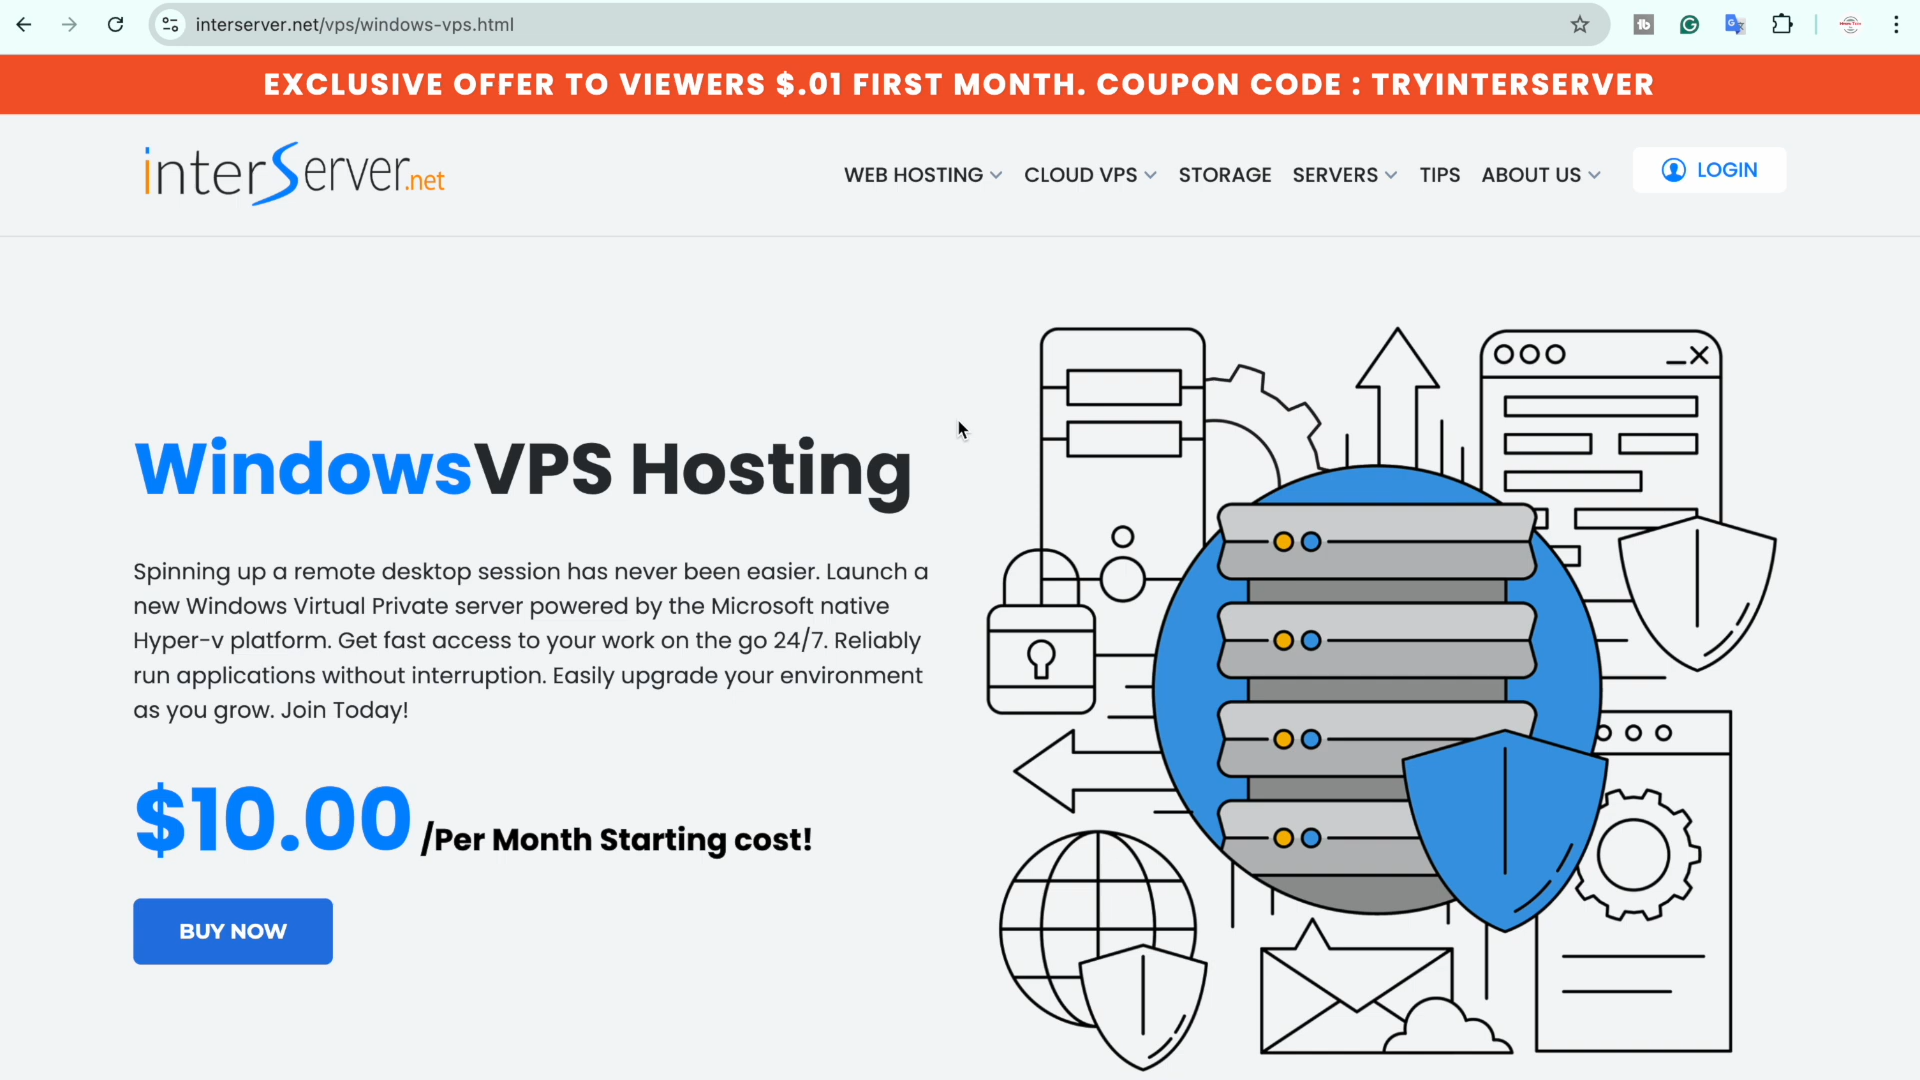 interserver.net/vps/windows-vps.html
EXCLUSIVE OFFER TO VIEWERS $.01 FIRST MONTH. COUPON CODE : TRYINTERSERVER
interServer.net
WEB HOSTING CLOUD VPS STORAGE SERVERS TIPS ABOUT US LOGIN
WindowsVPS Hosting
Spinning up a remote desktop session has never been easier. Launch a
new Windows Virtual Private server powered by the Microsoft native
Hyper-v platform. Get fast access to your work on the go 24/7. Reliably
run applications without interruption. Easily upgrade your environment
as you grow. Join Today!
$10.00 /Per Month Starting cost!
BUY NOW